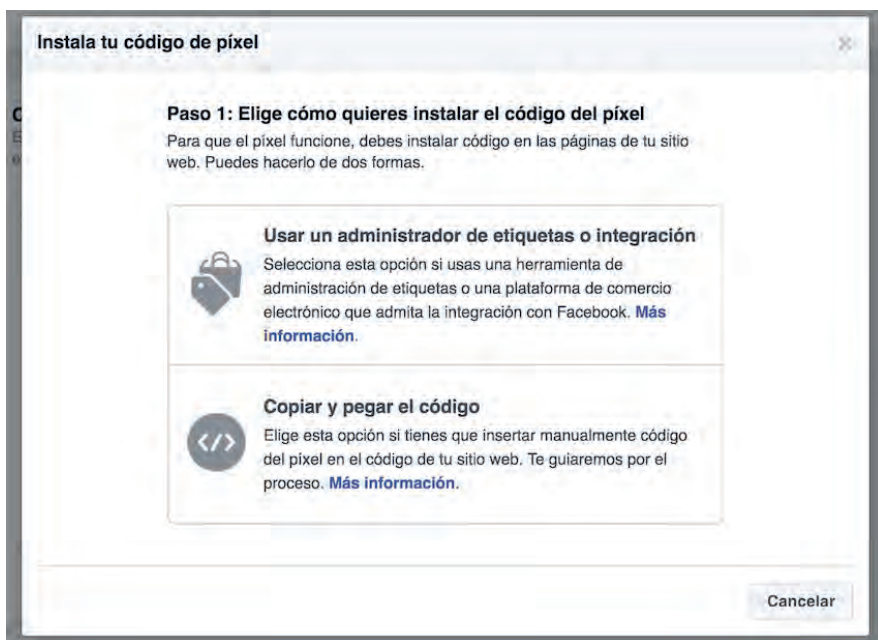 Instala tu código de píxel
Paso 1: Elige cómo quieres instalar el código del píxel
Para que el píxel funcione, debes instalar código en las páginas de tu sitio
web. Puedes hacerlo de dos formas.
Usar un administrador de etiquetas o integración
Selecciona esta opción si usas una herramienta de
administración de etiquetas o una plataforma de comercio
electrónico que admita la integración con Facebook. Más
información.
Copiar y pegar el código
Elige esta opción si tienes que insertar manualmente código
del píxel en el código de tu sitio web. Te guiaremos por el
proceso. Más información.
Cancelar